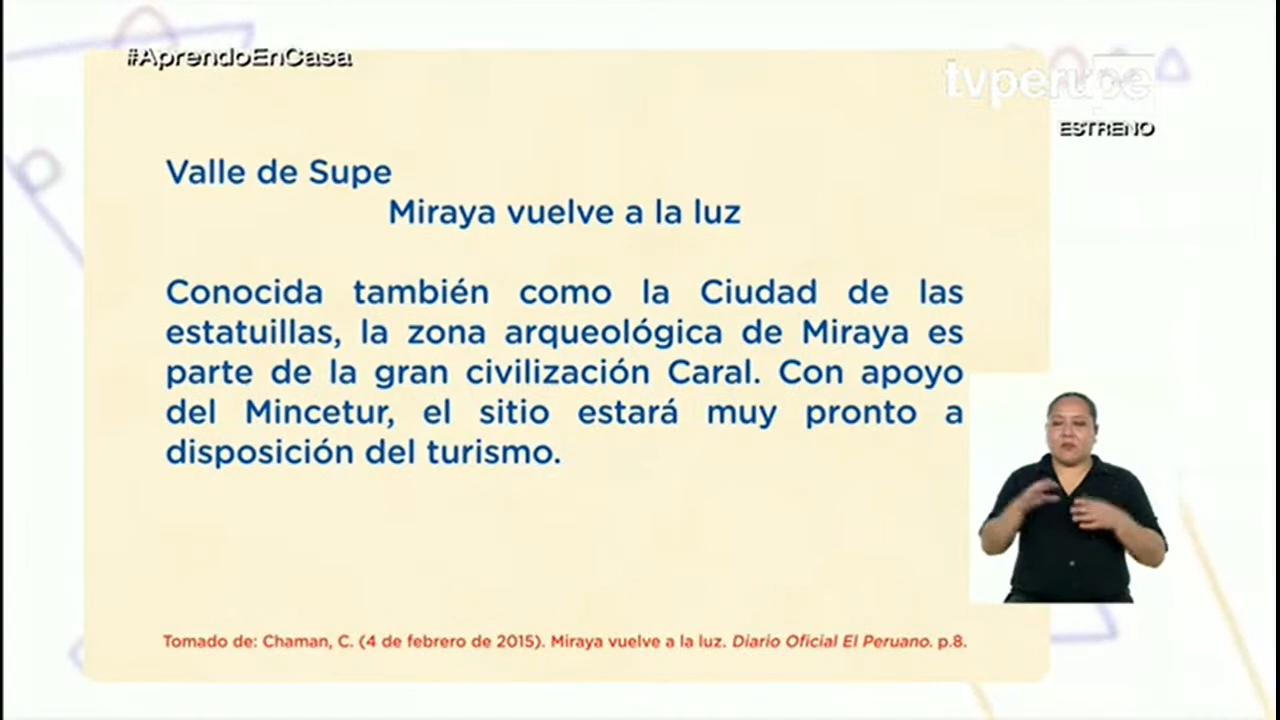 #AprendoEnCasa
tvperu.pe
ESTRENO
Valle de Supe
Miraya vuelve a la luz
Conocida también como la Ciudad de las
estatuillas, la zona arqueológica de Miraya es
parte de la gran civilización Caral. Con apoyo
del Mincetur, el sitio estará muy pronto a
disposición del turismo.
Tomado de: Chaman, C. (4 de febrero de 2015). Miraya vuelve a la luz. Diario Oficial El Peruano. p.8.